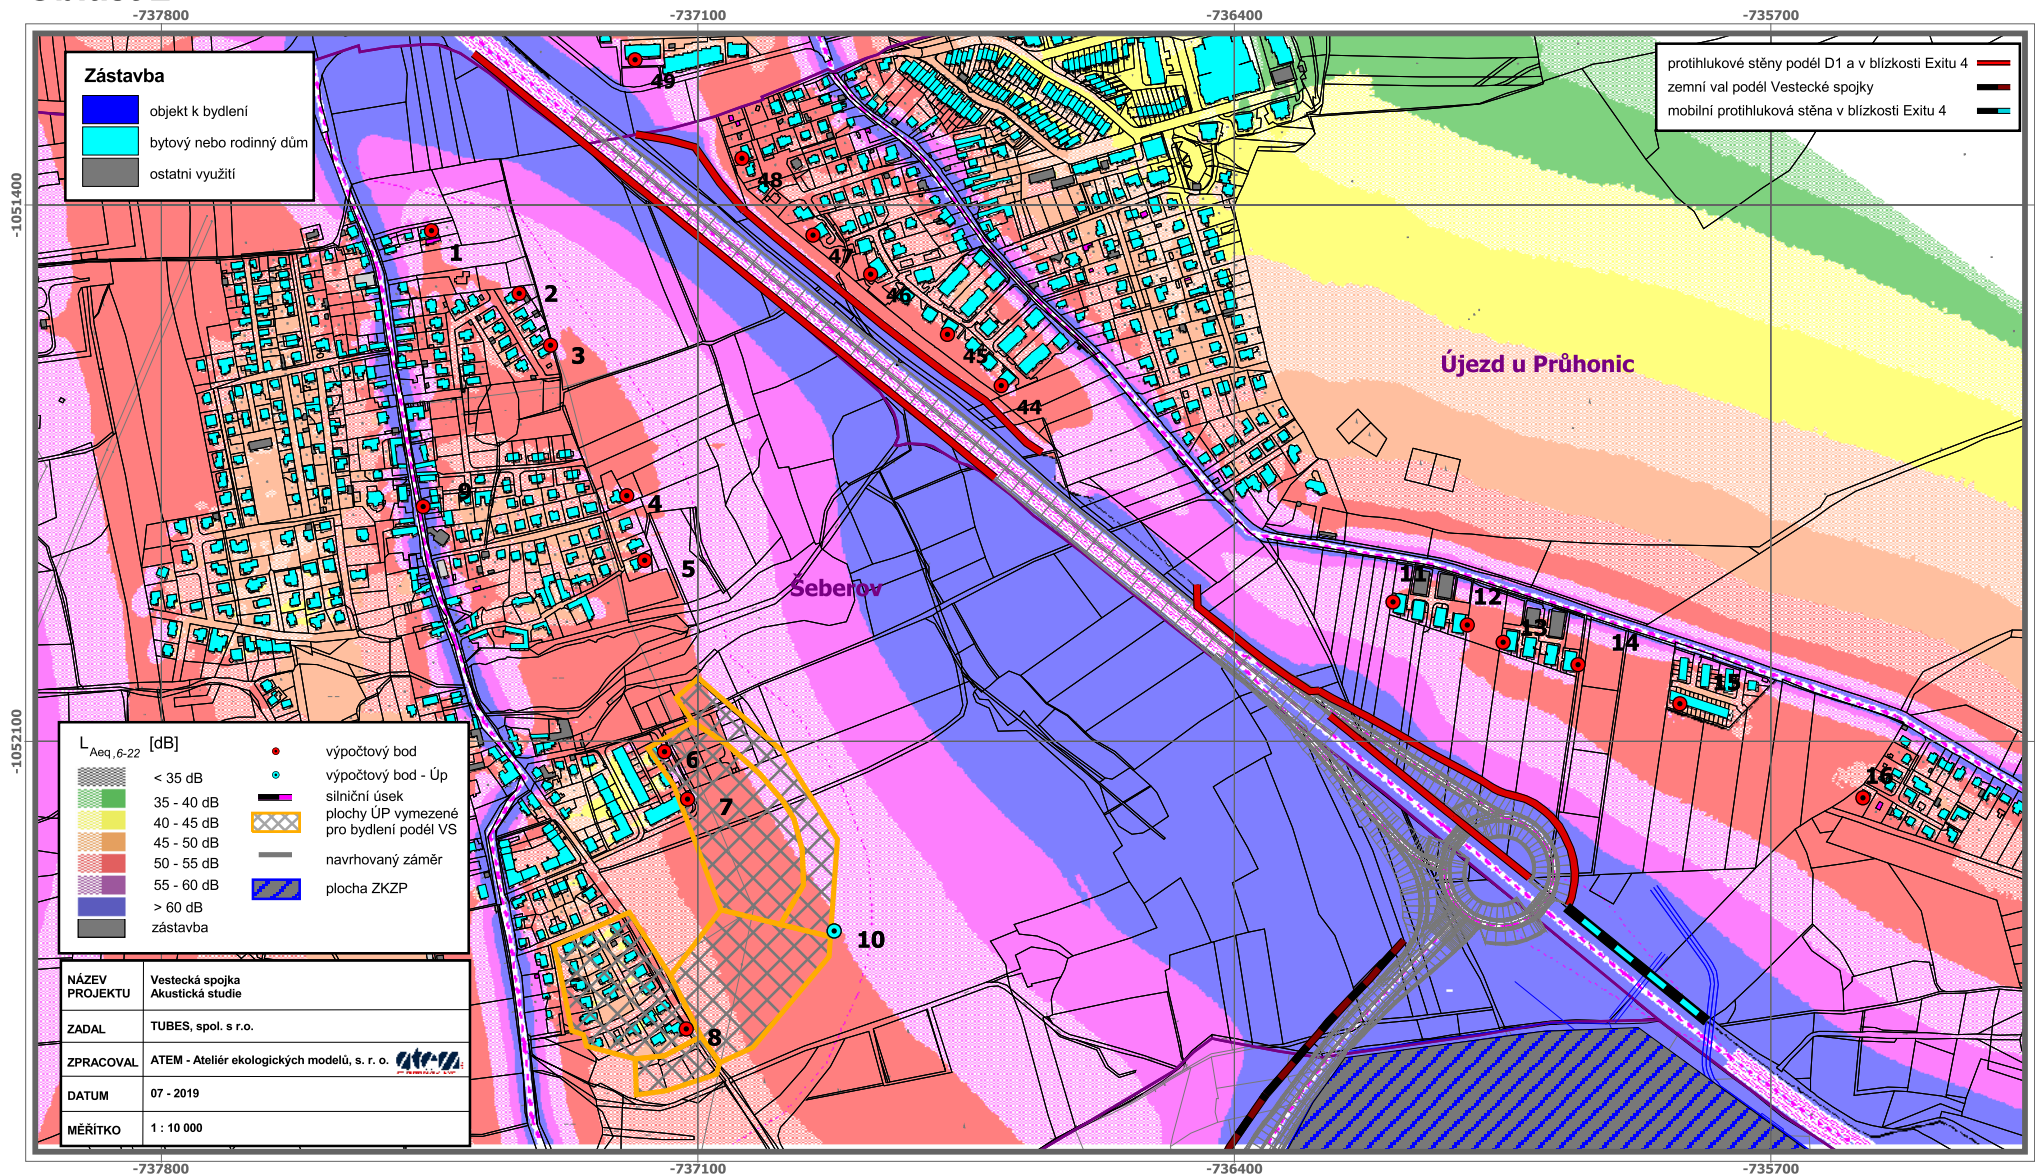 -737800
-737100
-736400
-735700
-1051400
-1052100
Zástavba
objekt k bydlení
bytový nebo rodinný dům
ostatni využití
protihlukové stěny podél D1 a v blízkosti Exitu 4
zemní val podél Vestecké spojky
mobilní protihluková stěna v blízkosti Exitu 4
49
48
47
46
45
44
1
2
3
4
5
9
Újezd u Průhonic
Šeberov
11
12
13
14
15
16
6
7
10
8
LAeq,6-22 [dB]
< 35 dB
35 - 40 dB
40 - 45 dB
45 - 50 dB
50 - 55 dB
55 - 60 dB
> 60 dB
zástavba
výpočtový bod
výpočtový bod - Úp
silniční úsek
plochy ÚP vymezené
pro bydlení podél VS
navrhovaný záměr
plocha ZKZP
NÁZEV PROJEKTU
Vestecká spojka
Akustická studie
ZADAL
TUBES, spol. s r.o.
ZPRACOVAL
ATEM - Ateliér ekologických modelů, s. r. o.
atem
DATUM
07 - 2019
MĚŘÍTKO
1 : 10 000
-737800
-737100
-736400
-735700